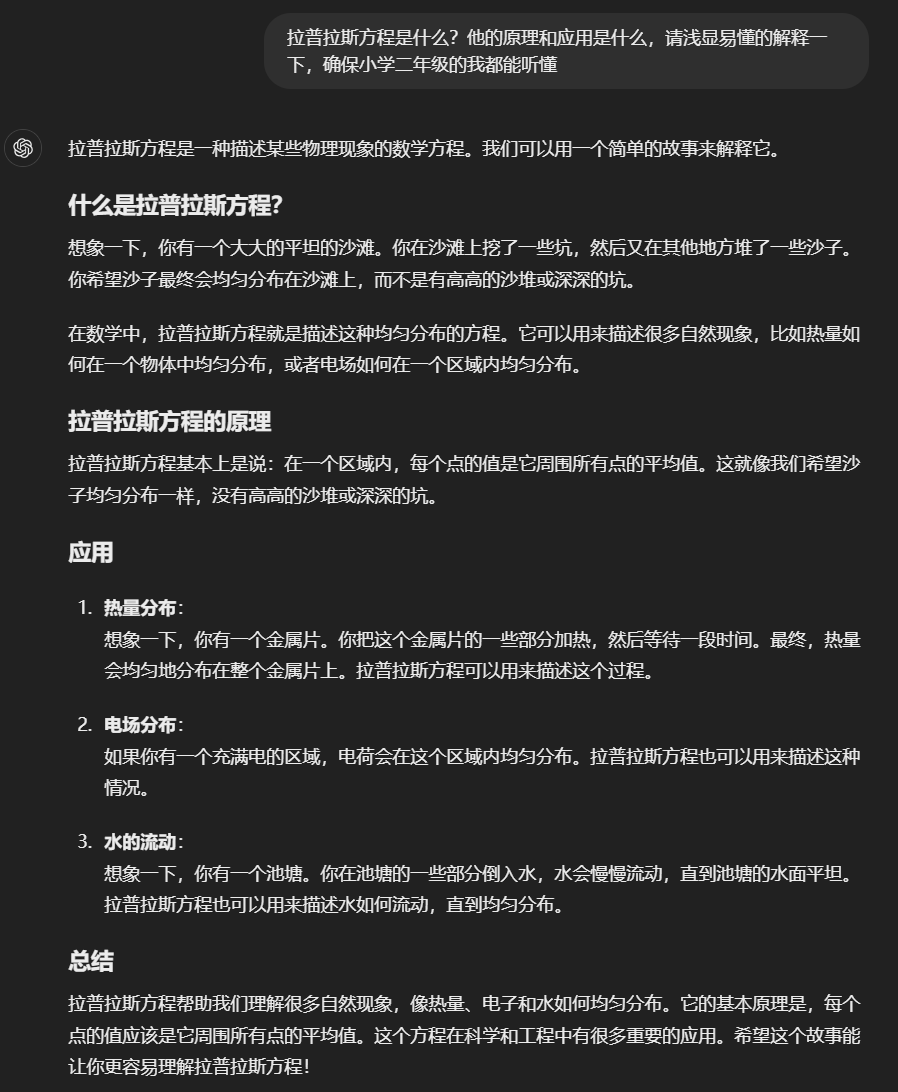 拉普拉斯方程是什么？他的原理和应用是什么，请浅显易懂的解释一
下，确保小学二年级的我都能听懂
拉普拉斯方程是一种描述某些物理现象的数学方程。我们可以用一个简单的故事来解释它。
什么是拉普拉斯方程？
想象一下，你有一个大大的平坦的沙滩。你在沙滩上挖了一些坑，然后又在其他地方堆了一些沙子。
你希望沙子最终会均匀分布在沙滩上，而不是有高高的沙堆或深深的坑。
在数学中，拉普拉斯方程就是描述这种均匀分布的方程。它可以用来描述很多自然现象，比如热量如
何在一个物体中均匀分布，或者电场如何在一个区域内均匀分布。
拉普拉斯方程的原理
拉普拉斯方程基本上是说：在一个区域内，每个点的值是它周围所有点的平均值。这就像我们希望沙
子均匀分布一样，没有高高的沙堆或深深的坑。
应用
1. 热量分布：
想象一下，你有一个金属片。你把这个金属片的一些部分加热，然后等待一段时间。最终，热量
会均匀地分布在整个金属片上。拉普拉斯方程可以用来描述这个过程。
2. 电场分布：
如果你有一个充满电的区域，电荷会在这个区域内均匀分布。拉普拉斯方程也可以用来描述这种
情况。
3. 水的流动：
想象一下，你有一个池塘。你在池塘的一些部分倒入水，水会慢慢流动，直到池塘的水面平坦。
拉普拉斯方程也可以用来描述水如何流动，直到均匀分布。
总结
拉普拉斯方程帮助我们理解很多自然现象，像热量、电子和水如何均匀分布。它的基本原理是，每个
点的值应该是它周围所有点的平均值。这个方程在科学和工程中有很多重要的应用。希望这个故事能
让你更容易理解拉普拉斯方程！